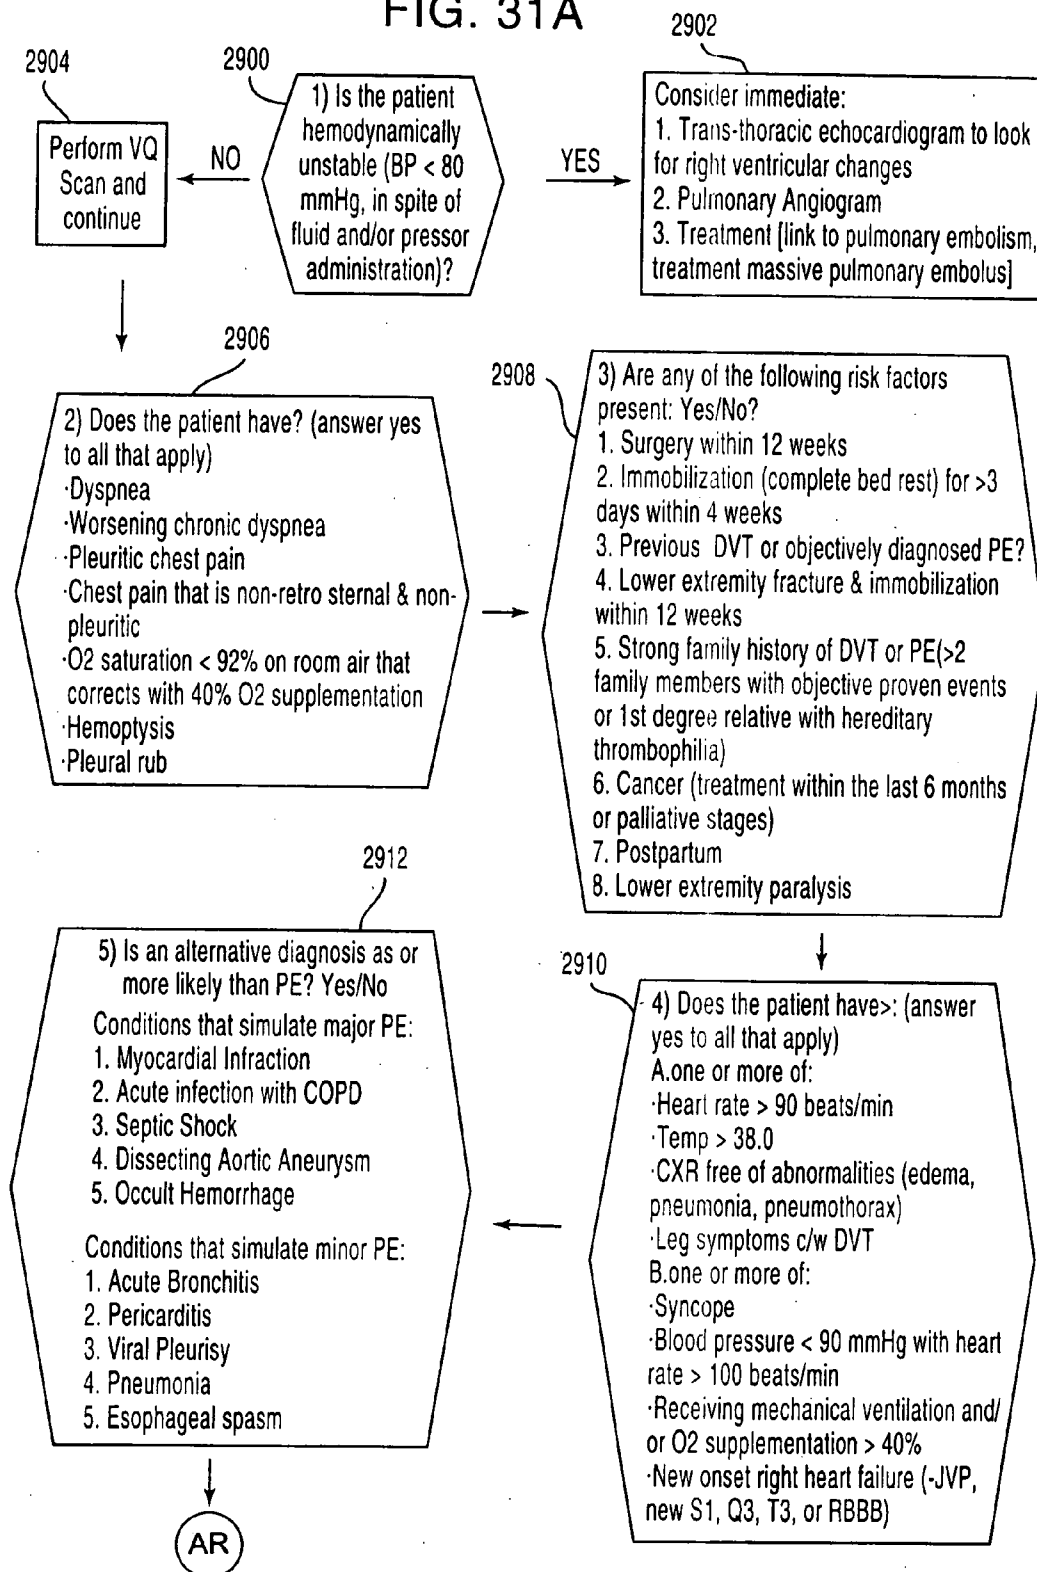 FIG. 31A
2904
Perform VQ
Scan and
continue
NO
2900
1) Is the patient
hemodynamically
unstable (BP < 80
mmHg, in spite of
fluid and/or pressor
administration)?
YES
2902
Consider immediate:
1. Trans-thoracic echocardiogram to look
for right ventricular changes
2. Pulmonary Angiogram
3. Treatment [link to pulmonary embolism,
treatment massive pulmonary embolus]
2906
2) Does the patient have? (answer yes
to all that apply)
·Dyspnea
·Worsening chronic dyspnea
·Pleuritic chest pain
·Chest pain that is non-retro sternal & non-
pleuritic
·O2 saturation < 92% on room air that
corrects with 40% O2 supplementation
·Hemoptysis
·Pleural rub
2908
3) Are any of the following risk factors
present: Yes/No?
1. Surgery within 12 weeks
2. Immobilization (complete bed rest) for >3
days within 4 weeks
3. Previous DVT or objectively diagnosed PE?
4. Lower extremity fracture & immobilization
within 12 weeks
5. Strong family history of DVT or PE(>2
family members with objective proven events
or 1st degree relative with hereditary
thrombophilia)
6. Cancer (treatment within the last 6 months
or palliative stages)
7. Postpartum
8. Lower extremity paralysis
2910
4) Does the patient have>: (answer
yes to all that apply)
A.one or more of:
·Heart rate > 90 beats/min
·Temp > 38.0
·CXR free of abnormalities (edema,
pneumonia, pneumothorax)
·Leg symptoms c/w DVT
B.one or more of:
·Syncope
·Blood pressure < 90 mmHg with heart
rate > 100 beats/min
·Receiving mechanical ventilation and/
or O2 supplementation > 40%
·New onset right heart failure (-JVP,
new S1, Q3, T3, or RBBB)
2912
5) Is an alternative diagnosis as or
more likely than PE? Yes/No
Conditions that simulate major PE:
1. Myocardial Infraction
2. Acute infection with COPD
3. Septic Shock
4. Dissecting Aortic Aneurysm
5. Occult Hemorrhage
Conditions that simulate minor PE:
1. Acute Bronchitis
2. Pericarditis
3. Viral Pleurisy
4. Pneumonia
5. Esophageal spasm
AR